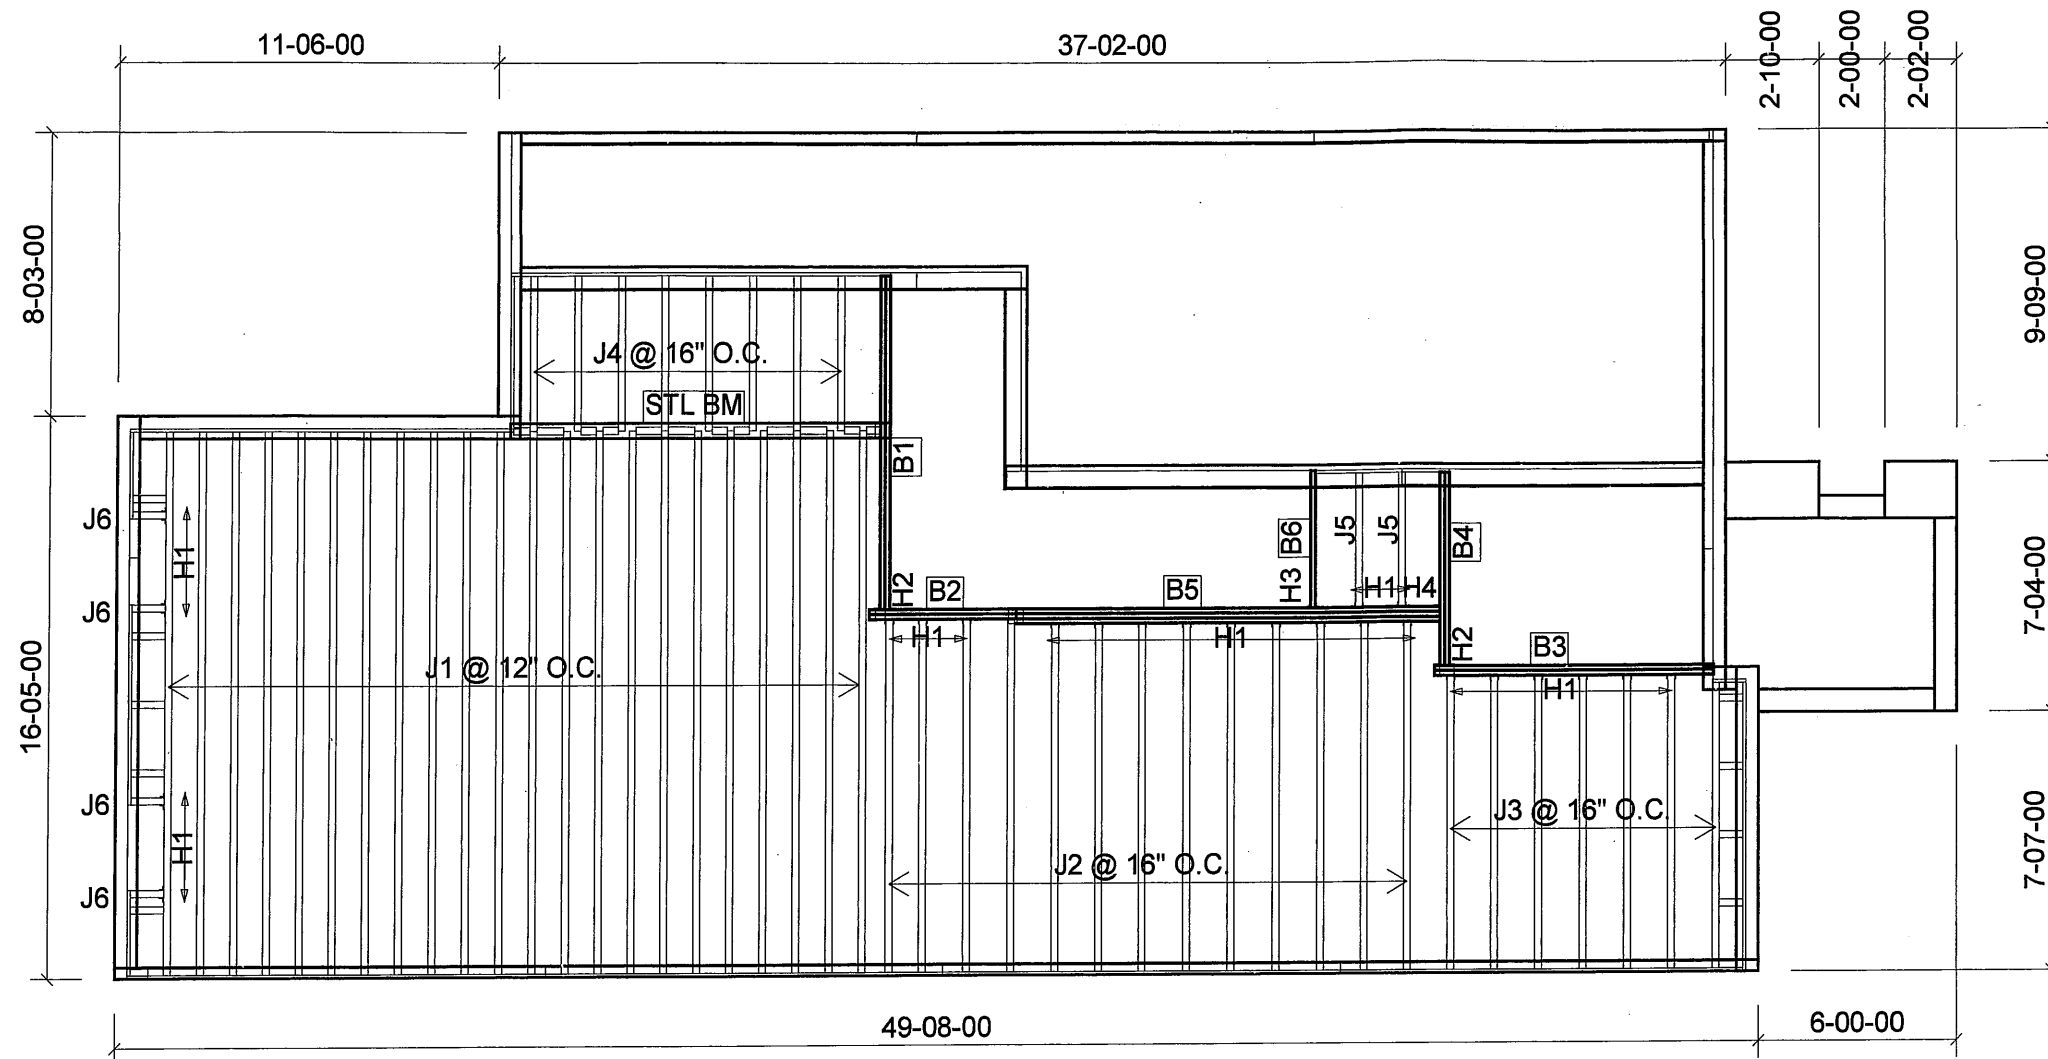 11-06-00
37-02-00
2-10-00
2-00-00
2-02-00
8-03-00
9-09-00
J4 @ 16" O.C.
STL BM
B1
J6
H1
B6
J5
J5
B4
7-04-00
H2
B2
B5
H3
H1
H4
J6
H1
H1
H2
B3
16-05-00
J1 @ 12" O.C.
H1
J6
H1
J3 @ 16" O.C.
7-07-00
J2 @ 16" O.C.
J6
49-08-00
6-00-00